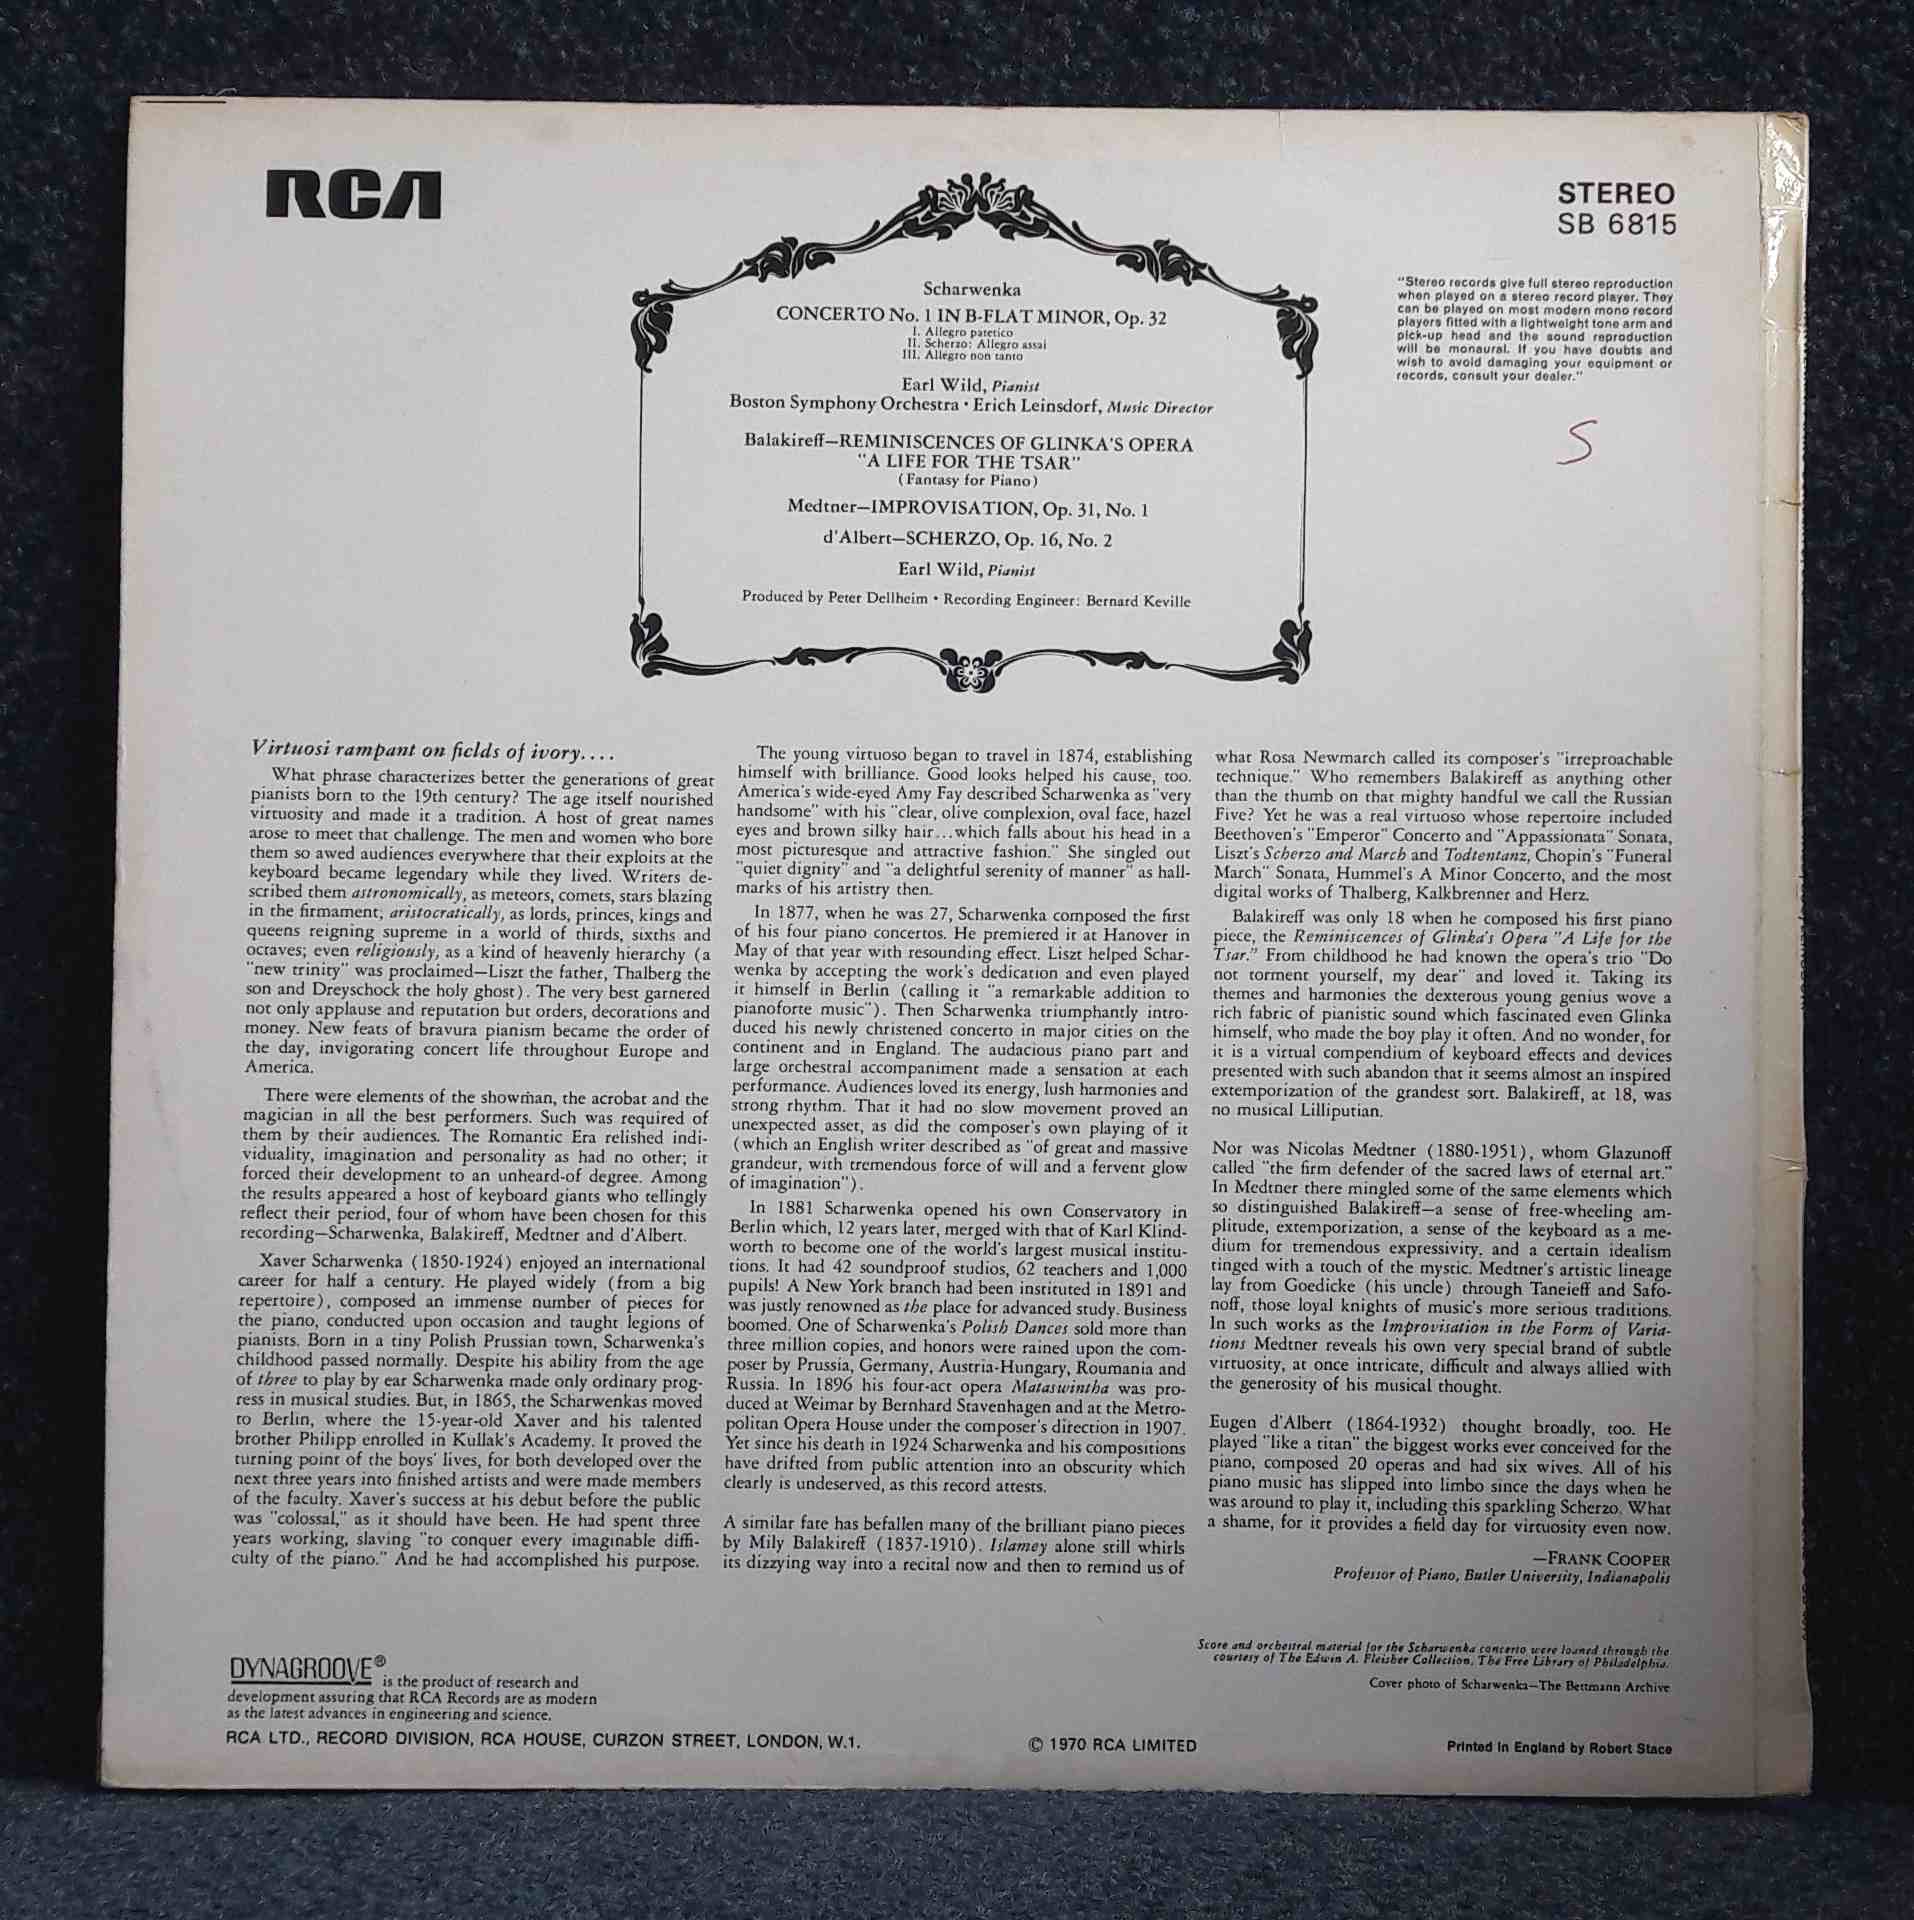 RCA
STEREO
SB 6815
"Stereo records give full stereo reproduction
when played on a stereo record player. They
can be played on most modern mono record
players fitted with a lightweight tone arm and
pick-up head and the sound reproduction
will be monaural. If you have doubts and
wish to avoid damaging your equipment or
records, consult your dealer."
S
Scharwenka
CONCERTO No. 1 IN B-FLAT MINOR, Op. 32
I. Allegro patetico
II. Scherzo: Allegro assai
III. Allegro non tanto
Earl Wild, Pianist
Boston Symphony Orchestra • Erich Leinsdorf, Music Director
Balakireff—REMINISCENCES OF GLINKA'S OPERA
"A LIFE FOR THE TSAR"
(Fantasy for Piano)
Medtner—IMPROVISATION, Op. 31, No. 1
d'Albert—SCHERZO, Op. 16, No. 2
Earl Wild, Pianist
Produced by Peter Dellheim • Recording Engineer: Bernard Keville
Virtuosi rampant on fields of ivory....
What phrase characterizes better the generations of great
pianists born to the 19th century? The age itself nourished
virtuosity and made it a tradition. A host of great names
arose to meet that challenge. The men and women who bore
them so awed audiences everywhere that their exploits at the
keyboard became legendary while they lived. Writers de-
scribed them astronomically, as meteors, comets, stars blazing
in the firmament; aristocratically, as lords, princes, kings and
queens reigning supreme in a world of thirds, sixths and
octaves; even religiously, as a kind of heavenly hierarchy (a
"new trinity" was proclaimed—Liszt the father, Thalberg the
son and Dreyschock the holy ghost). The very best garnered
not only applause and reputation but orders, decorations and
money. New feats of bravura pianism became the order of
the day, invigorating concert life throughout Europe and
America.
There were elements of the showman, the acrobat and the
magician in all the best performers. Such was required of
them by their audiences. The Romantic Era relished indi-
viduality, imagination and personality as had no other; it
forced their development to an unheard-of degree. Among
the results appeared a host of keyboard giants who tellingly
reflect their period, four of whom have been chosen for this
recording—Scharwenka, Balakireff, Medtner and d'Albert.
Xaver Scharwenka (1850-1924) enjoyed an international
career for half a century. He played widely (from a big
repertoire), composed an immense number of pieces for
the piano, conducted upon occasion and taught legions of
pianists. Born in a tiny Polish Prussian town, Scharwenka's
childhood passed normally. Despite his ability from the age
of three to play by ear Scharwenka made only ordinary prog-
ress in musical studies. But, in 1865, the Scharwenkas moved
to Berlin, where the 15-year-old Xaver and his talented
brother Philipp enrolled in Kullak's Academy. It proved the
turning point of the boys' lives, for both developed over the
next three years into finished artists and were made members
of the faculty. Xaver's success at his debut before the public
was "colossal," as it should have been. He had spent three
years working, slaving "to conquer every imaginable diffi-
culty of the piano." And he had accomplished his purpose.
The young virtuoso began to travel in 1874, establishing
himself with brilliance. Good looks helped his cause, too.
America's wide-eyed Amy Fay described Scharwenka as "very
handsome" with his "clear, olive complexion, oval face, hazel
eyes and brown silky hair...which falls about his head in a
most picturesque and attractive fashion." She singled out
"quiet dignity" and "a delightful serenity of manner" as hall-
marks of his artistry then.
In 1877, when he was 27, Scharwenka composed the first
of his four piano concertos. He premiered it at Hanover in
May of that year with resounding effect. Liszt helped Schar-
wenka by accepting the work's dedication and even played
it himself in Berlin (calling it "a remarkable addition to
pianoforte music"). Then Scharwenka triumphantly intro-
duced his newly christened concerto in major cities on the
continent and in England. The audacious piano part and
large orchestral accompaniment made a sensation at each
performance. Audiences loved its energy, lush harmonies and
strong rhythm. That it had no slow movement proved an
unexpected asset, as did the composer's own playing of it
(which an English writer described as "of great and massive
grandeur, with tremendous force of will and a fervent glow
of imagination").
In 1881 Scharwenka opened his own Conservatory in
Berlin which, 12 years later, merged with that of Karl Klind-
worth to become one of the world's largest musical institu-
tions. It had 42 soundproof studios, 62 teachers and 1,000
pupils! A New York branch had been instituted in 1891 and
was justly renowned as the place for advanced study. Business
boomed. One of Scharwenka's Polish Dances sold more than
three million copies, and honors were rained upon the com-
poser by Prussia, Germany, Austria-Hungary, Roumania and
Russia. In 1896 his four-act opera Mataswintha was pro-
duced at Weimar by Bernhard Stavenhagen and at the Metro-
politan Opera House under the composer's direction in 1907.
Yet since his death in 1924 Scharwenka and his compositions
have drifted from public attention into an obscurity which
clearly is undeserved, as this record attests.
A similar fate has befallen many of the brilliant piano pieces
by Mily Balakireff (1837-1910). Islamey alone still whirls
its dizzying way into a recital now and then to remind us of
what Rosa Newmarch called its composer's "irreproachable
technique." Who remembers Balakireff as anything other
than the thumb on that mighty handful we call the Russian
Five? Yet he was a real virtuoso whose repertoire included
Beethoven's "Emperor" Concerto and "Appassionata" Sonata,
Liszt's Scherzo and March and Todtentanz, Chopin's "Funeral
March" Sonata, Hummel's A Minor Concerto, and the most
digital works of Thalberg, Kalkbrenner and Herz.
Balakireff was only 18 when he composed his first piano
piece, the Reminiscences of Glinka's Opera "A Life for the
Tsar." From childhood he had known the opera's trio "Do
not torment yourself, my dear" and loved it. Taking its
themes and harmonies the dexterous young genius wove a
rich fabric of pianistic sound which fascinated even Glinka
himself, who made the boy play it often. And no wonder, for
it is a virtual compendium of keyboard effects and devices
presented with such abandon that it seems almost an inspired
extemporization of the grandest sort. Balakireff, at 18, was
no musical Lilliputian.
Nor was Nicolas Medtner (1880-1951), whom Glazunoff
called "the firm defender of the sacred laws of eternal art."
In Medtner there mingled some of the same elements which
so distinguished Balakireff—a sense of free-wheeling am-
plitude, extemporization, a sense of the keyboard as a me-
dium for tremendous expressivity, and a certain idealism
tinged with a touch of the mystic. Medtner's artistic lineage
lay from Goedicke (his uncle) through Taneieff and Safo-
noff, those loyal knights of music's more serious traditions.
In such works as the Improvisation in the Form of Varia-
tions Medtner reveals his own very special brand of subtle
virtuosity, at once intricate, difficult and always allied with
the generosity of his musical thought.
Eugen d'Albert (1864-1932) thought broadly, too. He
played "like a titan" the biggest works ever conceived for the
piano, composed 20 operas and had six wives. All of his
piano music has slipped into limbo since the days when he
was around to play it, including this sparkling Scherzo. What
a shame, for it provides a field day for virtuosity even now.
—FRANK COOPER
Professor of Piano, Butler University, Indianapolis
Score and orchestral material for the Scharwenka concerto were loaned through the
courtesy of The Edwin A. Fleisher Collection, The Free Library of Philadelphia.
Cover photo of Scharwenka—The Bettmann Archive
DYNAGROOVE® is the product of research and
development assuring that RCA Records are as modern
as the latest advances in engineering and science.
RCA LTD., RECORD DIVISION, RCA HOUSE, CURZON STREET, LONDON, W.1.
© 1970 RCA LIMITED
Printed in England by Robert Stace